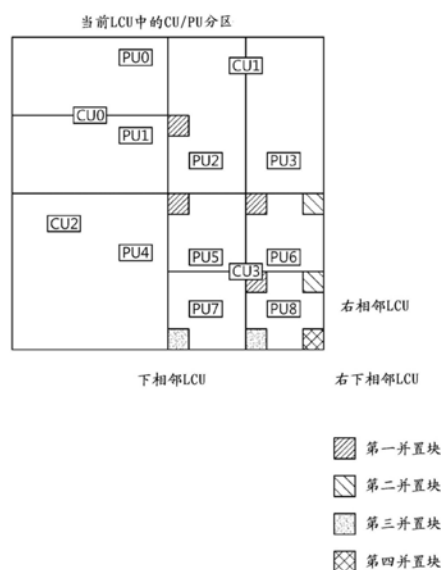 当前LCU中的CU/PU分区
PU0
CU1
CU0
PU1
PU2
PU3
CU2
PU4
PU5
PU6
CU3
PU7
PU8
右相邻LCU
下相邻LCU
右下相邻LCU
第一并置块
第二并置块
第三并置块
第四并置块